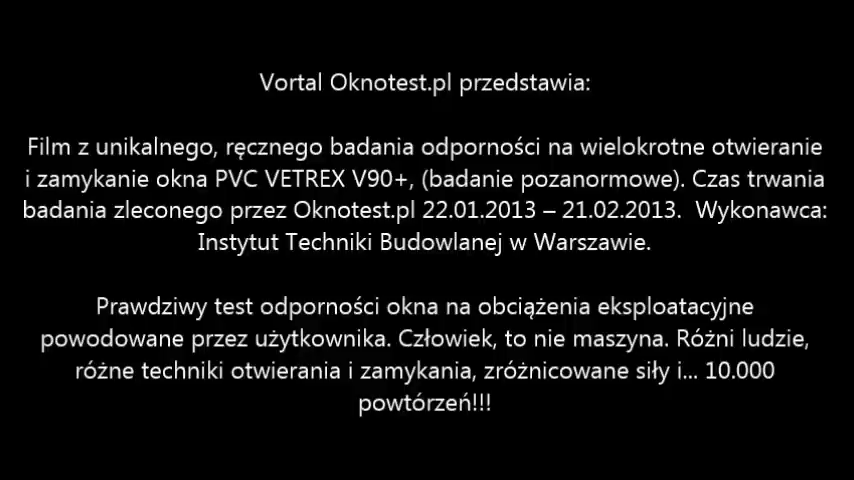 Vortal Oknotest.pl przedstawia:
Film z unikalnego, ręcznego badania odporności na wielokrotne otwieranie
i zamykanie okna PVC VETREX V90+, (badanie pozanormowe). Czas trwania
badania zleconego przez Oknotest.pl 22.01.2013 – 21.02.2013. Wykonawca:
Instytut Techniki Budowlanej w Warszawie.
Prawdziwy test odporności okna na obciążenia eksploatacyjne
powodowane przez użytkownika. Człowiek, to nie maszyna. Różni ludzie,
różne techniki otwierania i zamykania, zróżnicowane siły i... 10.000
powtórzeń!!!